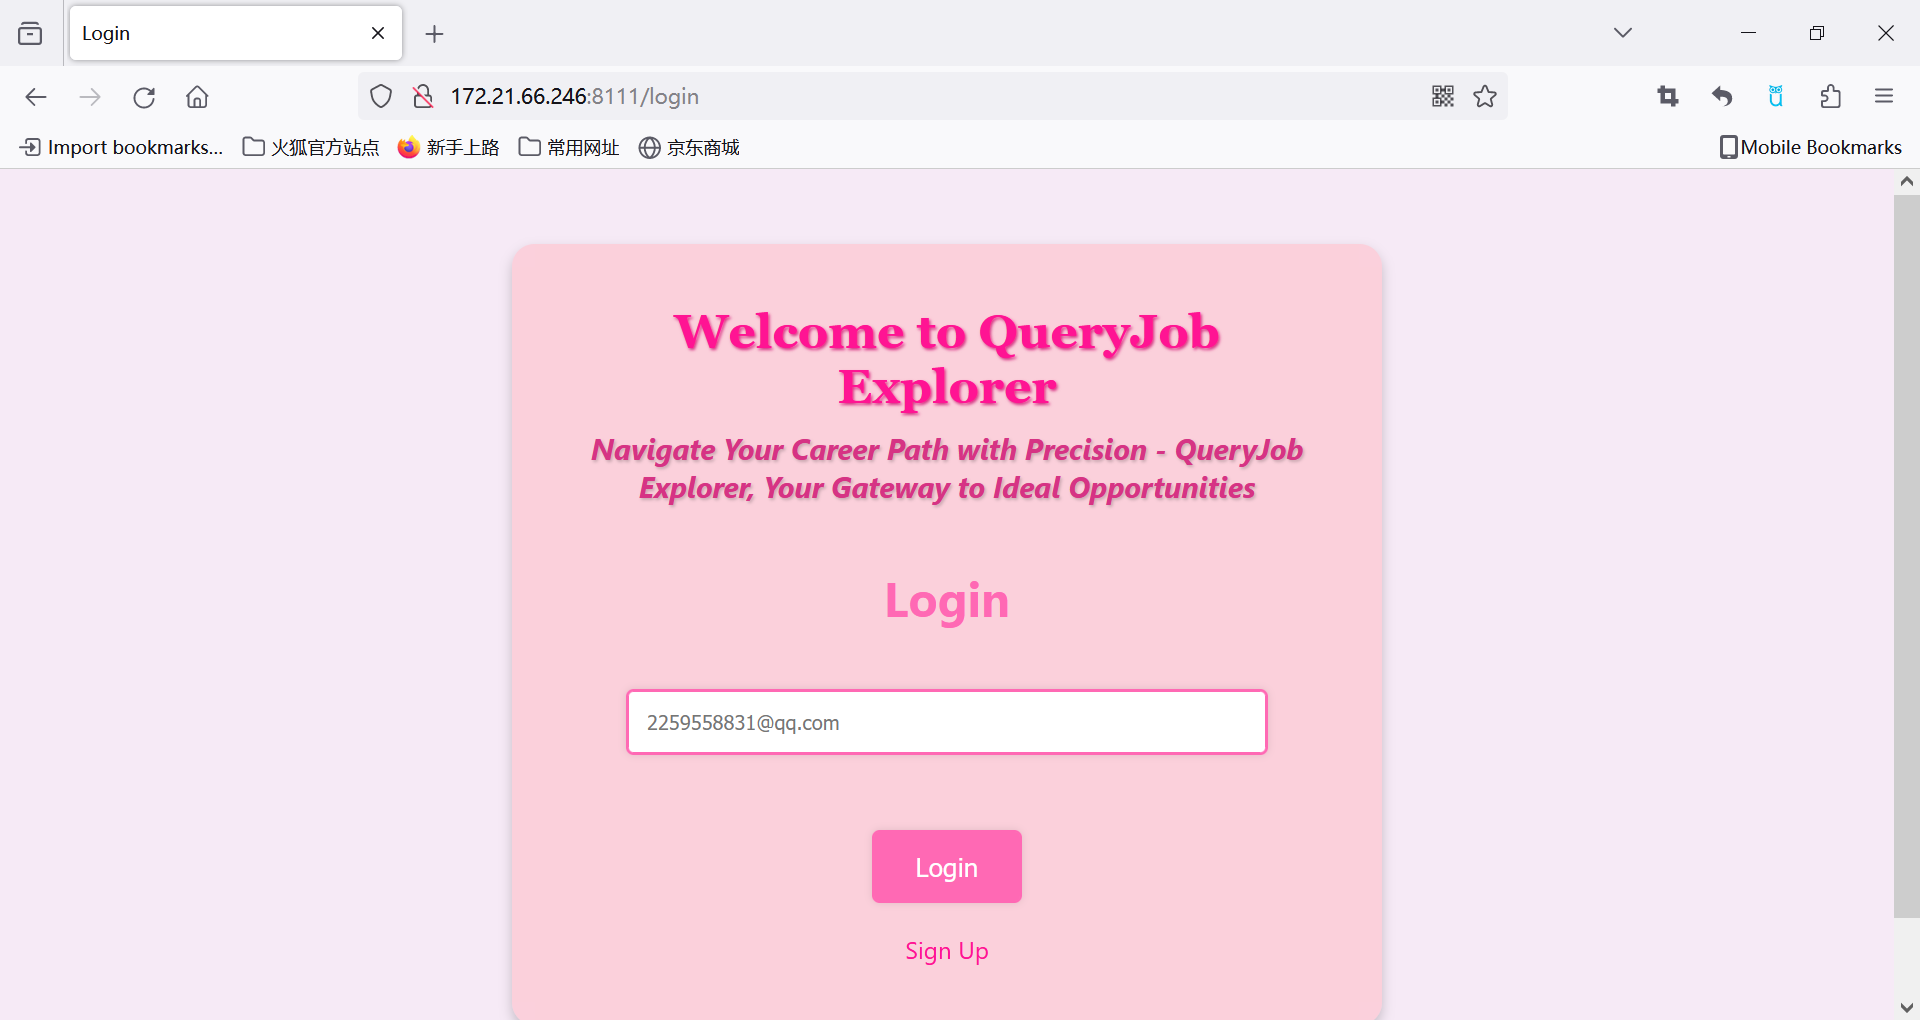 Login
172.21.66.246:8111/login
Import bookmarks... 火狐官方站点 新手上路 常用网址 京东商城 Mobile Bookmarks
Welcome to QueryJob
Explorer
Navigate Your Career Path with Precision - QueryJob
Explorer, Your Gateway to Ideal Opportunities
Login
2259558831@qq.com
Login
Sign Up